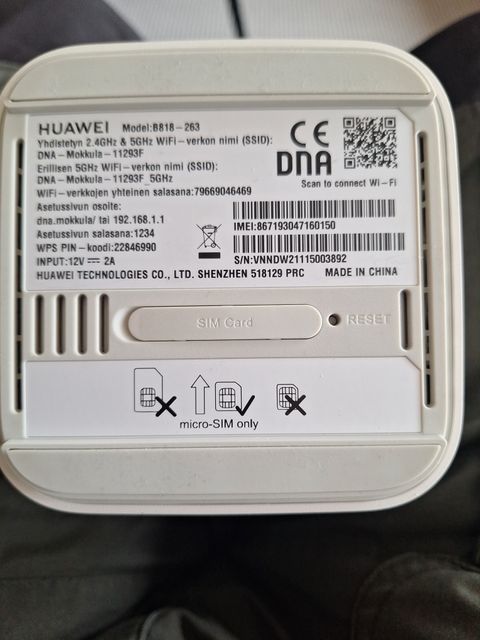 HUAWEI Model:B818-263
Yhdistetyn 2.4GHz & 5GHz WiFi-verkon nimi (SSID):
DNA-Mokkula-11293F
Erillisen 5GHz WiFi-verkon nimi (SSID):
DNA-Mokkula-11293F_5GHz
WiFi-verkkojen yhteinen salasana:79669046469
Asetussivun osoite:
dna.mokkula/ tai 192.168.1.1
Asetussivun salasana:1234
WPS PIN-koodi:22846990
INPUT:12V⎓2A
HUAWEI TECHNOLOGIES CO., LTD. SHENZHEN 518129 PRC MADE IN CHINA
CE
DNA
Scan to connect Wi-Fi
IMEI:867193047160150
S/N:VNNDW21115003892
SIM Card
RESET
micro-SIM only